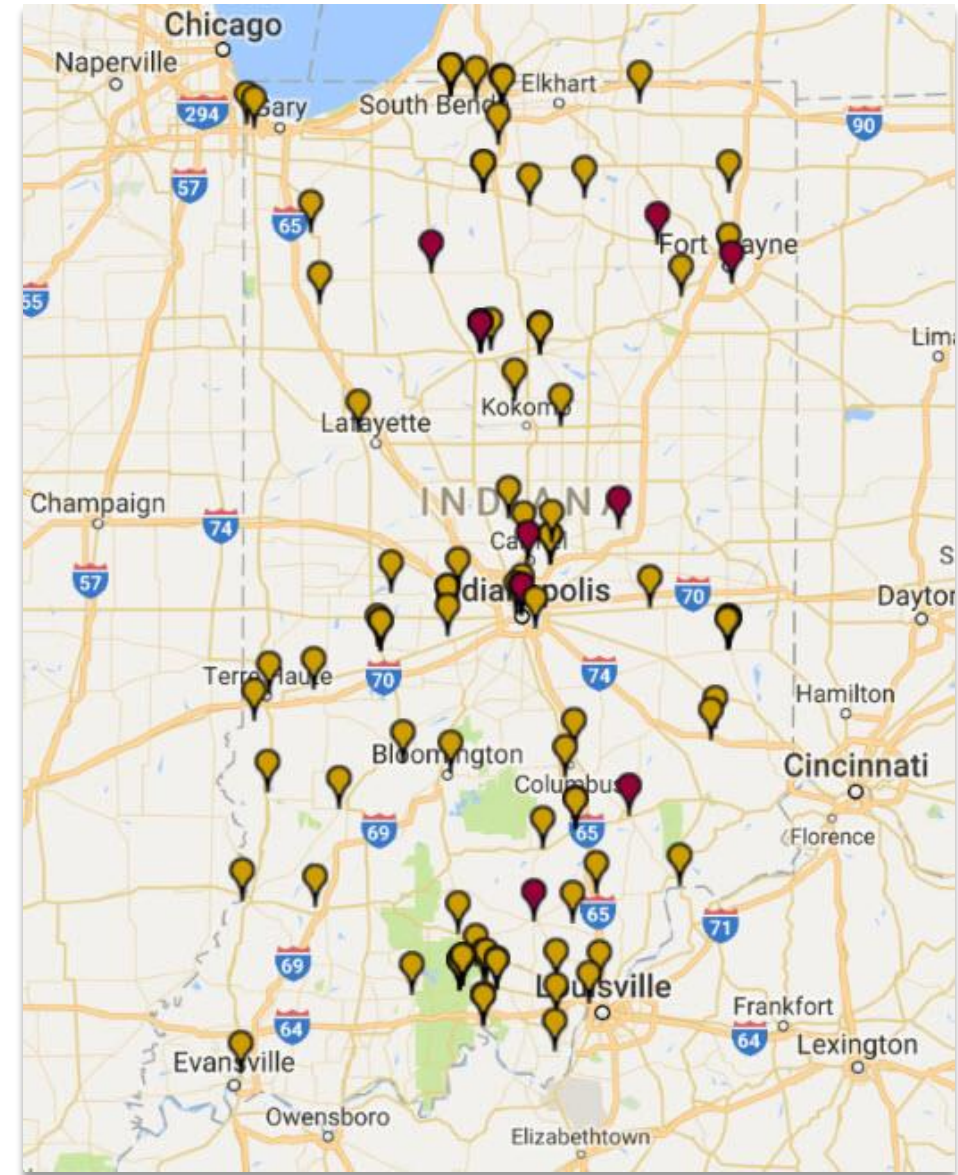 Chicago
Naperville
Elkhart
South Bend
294
Gary
90
57
65
Fort Wayne
55
Lima
Kokomo
Lafayette
INDIANA
Champaign
74
Carmel
57
Indianapolis
70
Dayton
Terre Haute
70
74
Hamilton
Bloomington
Cincinnati
Columbus
69
65
Florence
65
71
69
Louisville
64
Frankfort
64
Evansville
Lexington
Owensboro
Elizabethtown